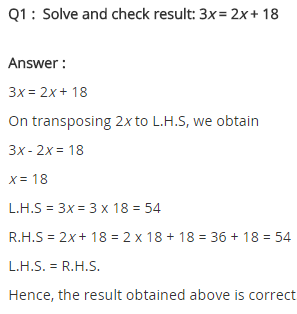 Q1 : Solve and check result: 3x = 2x + 18
Answer :
3x = 2x + 18
On transposing 2x to L.H.S, we obtain
3x - 2x = 18
x = 18
L.H.S = 3x = 3 x 18 = 54
R.H.S = 2x + 18 = 2 x 18 + 18 = 36 + 18 = 54
L.H.S. = R.H.S.
Hence, the result obtained above is correct